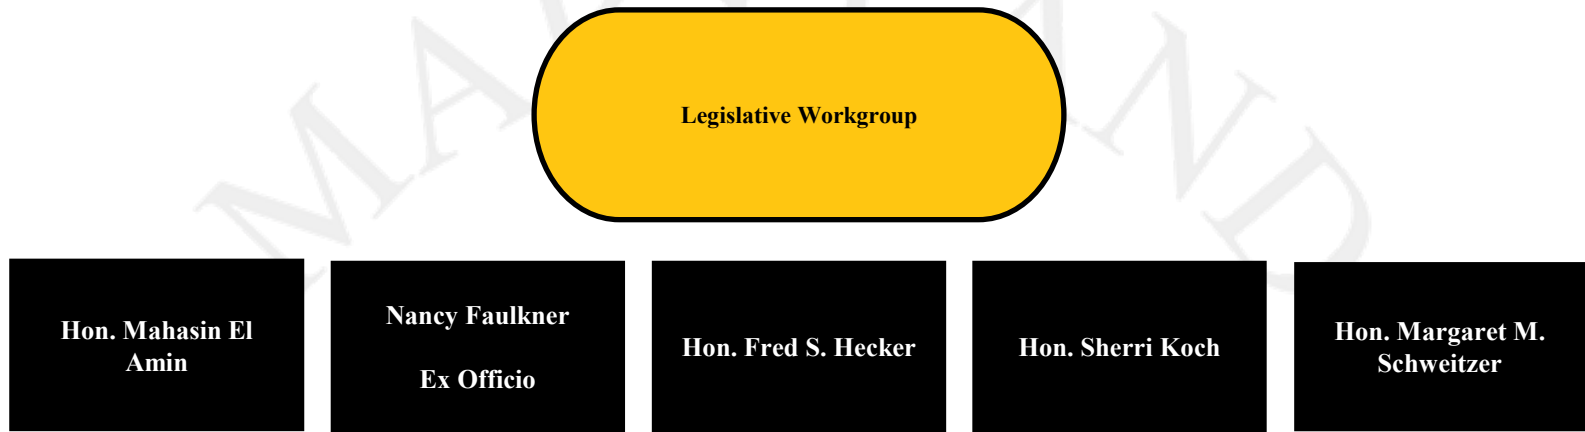 Legislative Workgroup
Hon. Mahasin El
Amin
Nancy Faulkner
Ex Officio
Hon. Fred S. Hecker
Hon. Sherri Koch
Hon. Margaret M.
Schweitzer